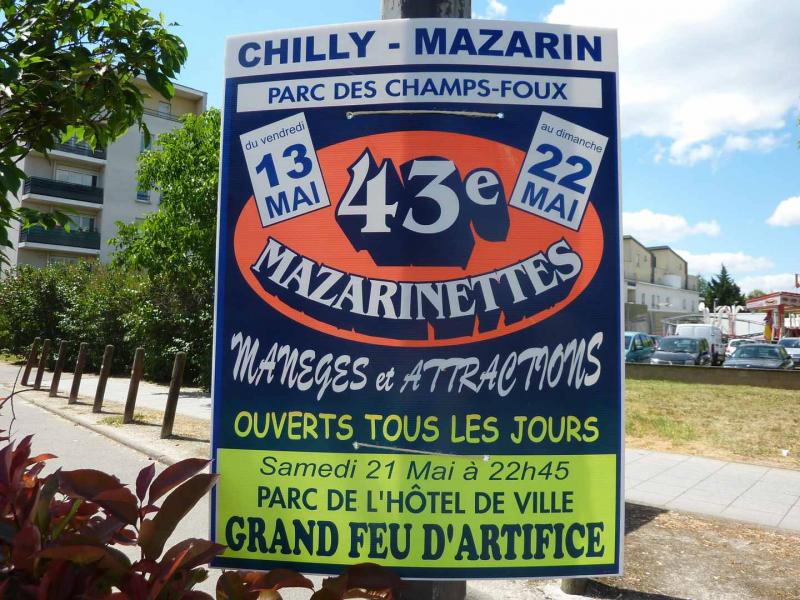 CHILLY - MAZARIN
PARC DES CHAMPS-FOUX
du vendredi
13
MAI
au dimanche
22
MAI
43e
MAZARINETTES
MANEGES et ATTRACTIONS
OUVERTS TOUS LES JOURS
Samedi 21 Mai à 22h45
PARC DE L'HÔTEL DE VILLE
GRAND FEU D'ARTIFICE